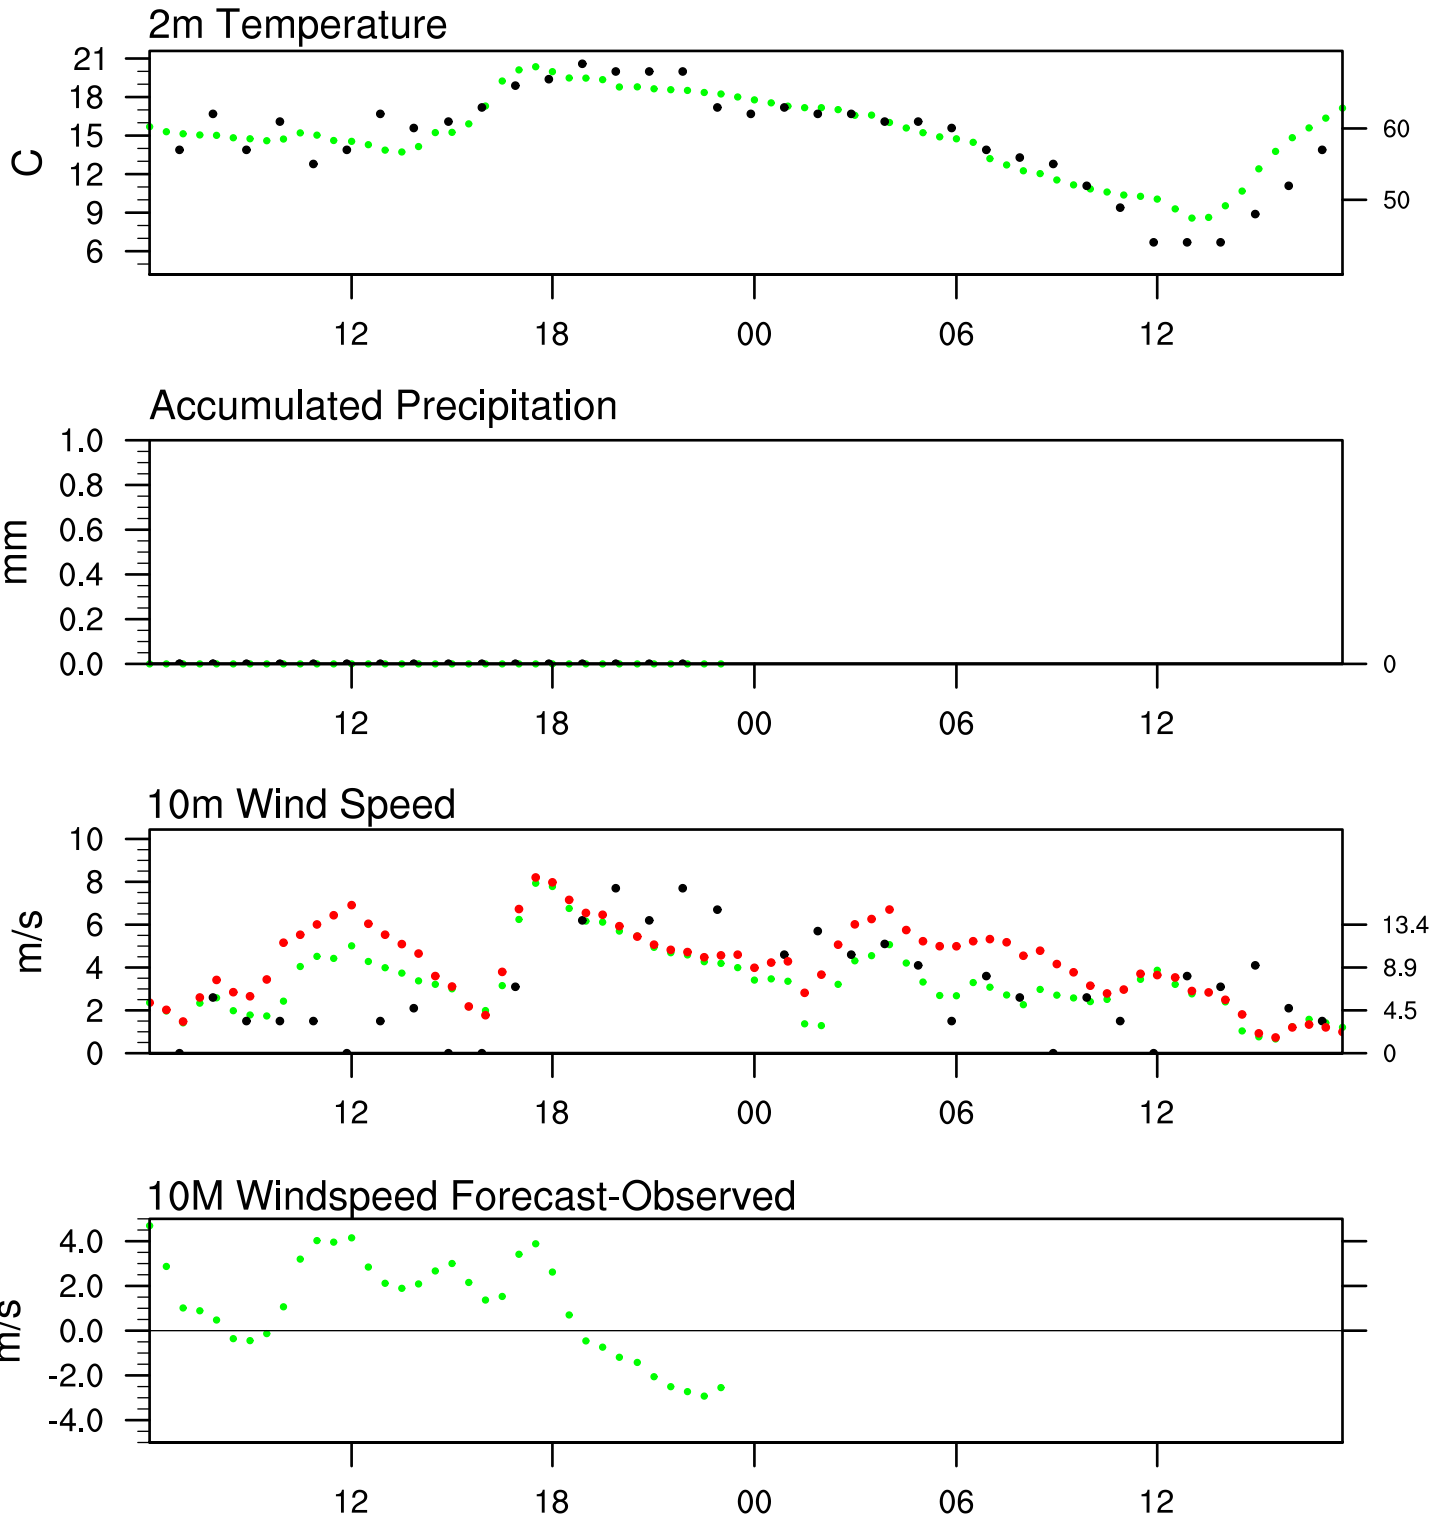 2m Temperature
21
18
15
12
9
6
C
60
50
12 18 00 06 12
Accumulated Precipitation
1.0
0.8
0.6
0.4
0.2
0.0
mm
0
12 18 00 06 12
10m Wind Speed
10
8
6
4
2
0
m/s
13.4
8.9
4.5
0
12 18 00 06 12
10M Windspeed Forecast-Observed
4.0
2.0
0.0
-2.0
-4.0
m/s
12 18 00 06 12